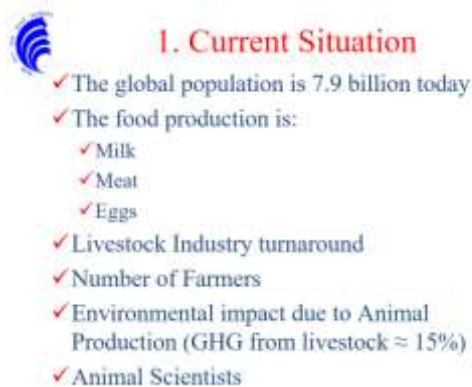 1. Current Situation
✓The global population is 7.9 billion today
✓The food production is:
✓Milk
✓Meat
✓Eggs
✓Livestock Industry turnaround
✓Number of Farmers
✓Environmental impact due to Animal
Production (GHG from livestock ≈ 15%)
✓Animal Scientists